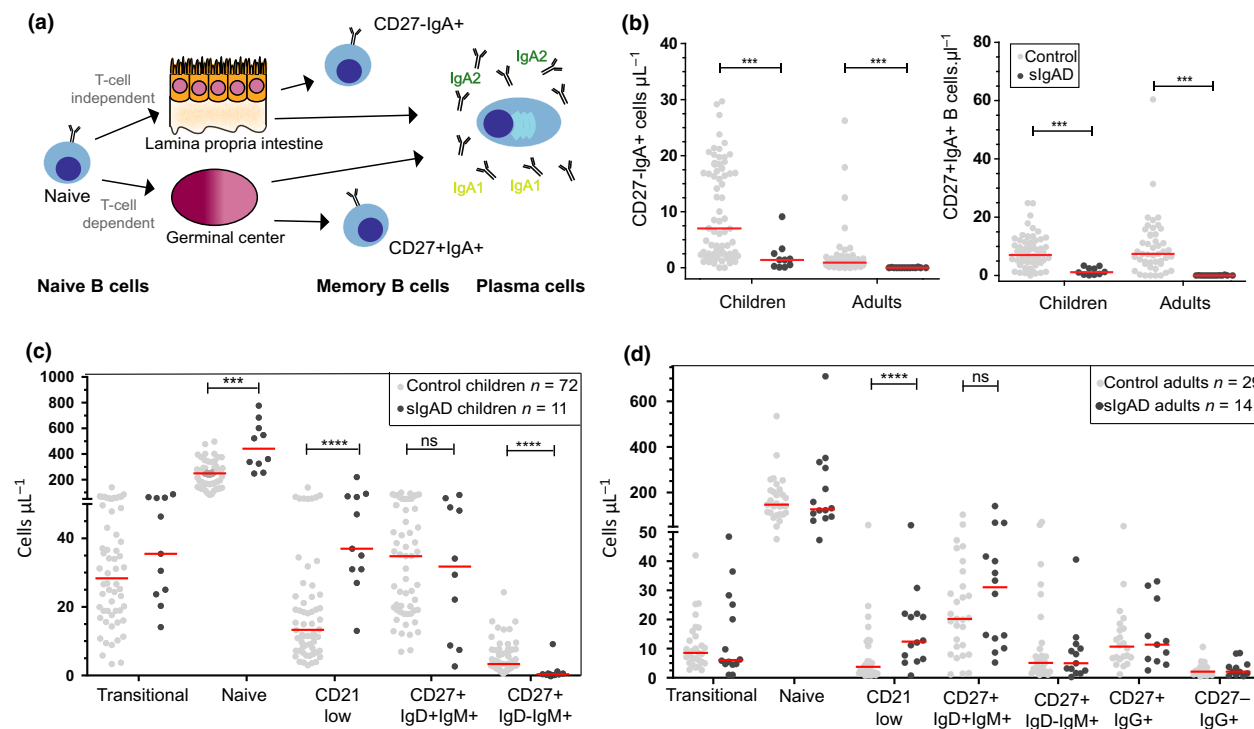 (a)
CD27-IgA+
T-cell
independent
Lamina propria intestine
Naive
T-cell
dependent
Germinal center
CD27+IgA+
IgA2
IgA2
IgA1
IgA1
Naive B cells
Memory B cells
Plasma cells
(b)
CD27-IgA+ cells µL⁻¹
40
30
20
10
0
***
***
Children
Adults
CD27+IgA+ B cells.µl⁻¹
80
60
40
20
0
Control
sIgAD
***
***
Children
Adults
(c)
Cells µL⁻¹
1000
800
600
400
200
40
20
0
Control children n = 72
sIgAD children n = 11
***
****
ns
****
Transitional
Naive
CD21
low
CD27+
IgD+IgM+
CD27+
IgD-IgM+
(d)
Cells µL⁻¹
600
400
200
50
40
30
20
10
0
Control adults n = 29
sIgAD adults n = 14
****
ns
Transitional
Naive
CD21
low
CD27+
IgD+IgM+
CD27+
IgD-IgM+
CD27+
IgG+
CD27–
IgG+